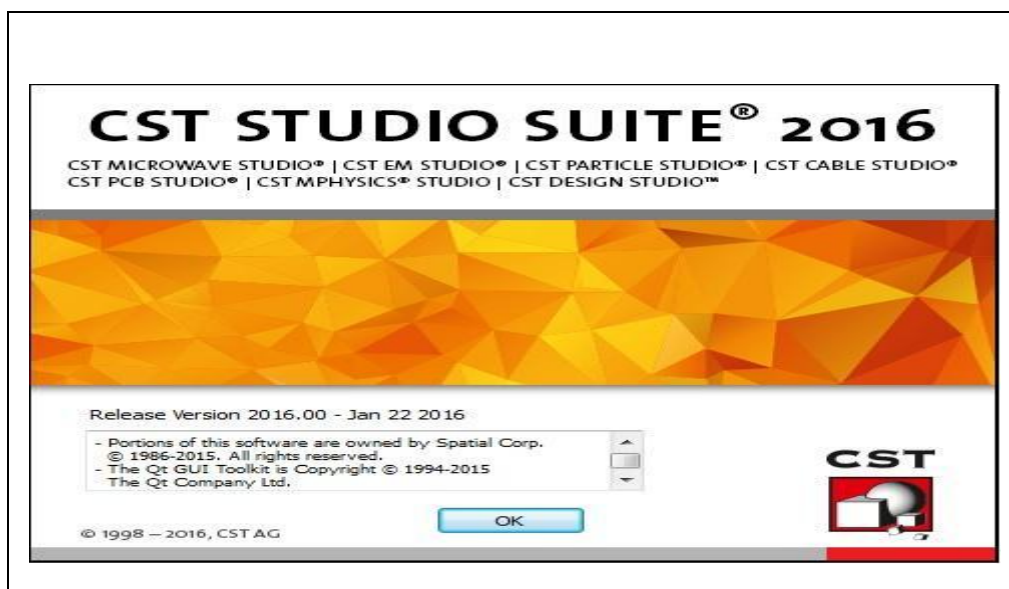 CST STUDIO SUITE® 2016
CST MICROWAVE STUDIO® | CST EM STUDIO® | CST PARTICLE STUDIO® | CST CABLE STUDIO®
CST PCB STUDIO® | CST MPHYSICS® STUDIO | CST DESIGN STUDIO™
Release Version 2016.00 - Jan 22 2016
- Portions of this software are owned by Spatial Corp.
© 1986-2015. All rights reserved.
- The Qt GUI Toolkit is Copyright © 1994-2015
The Qt Company Ltd.
CST
OK
© 1998 – 2016, CST AG